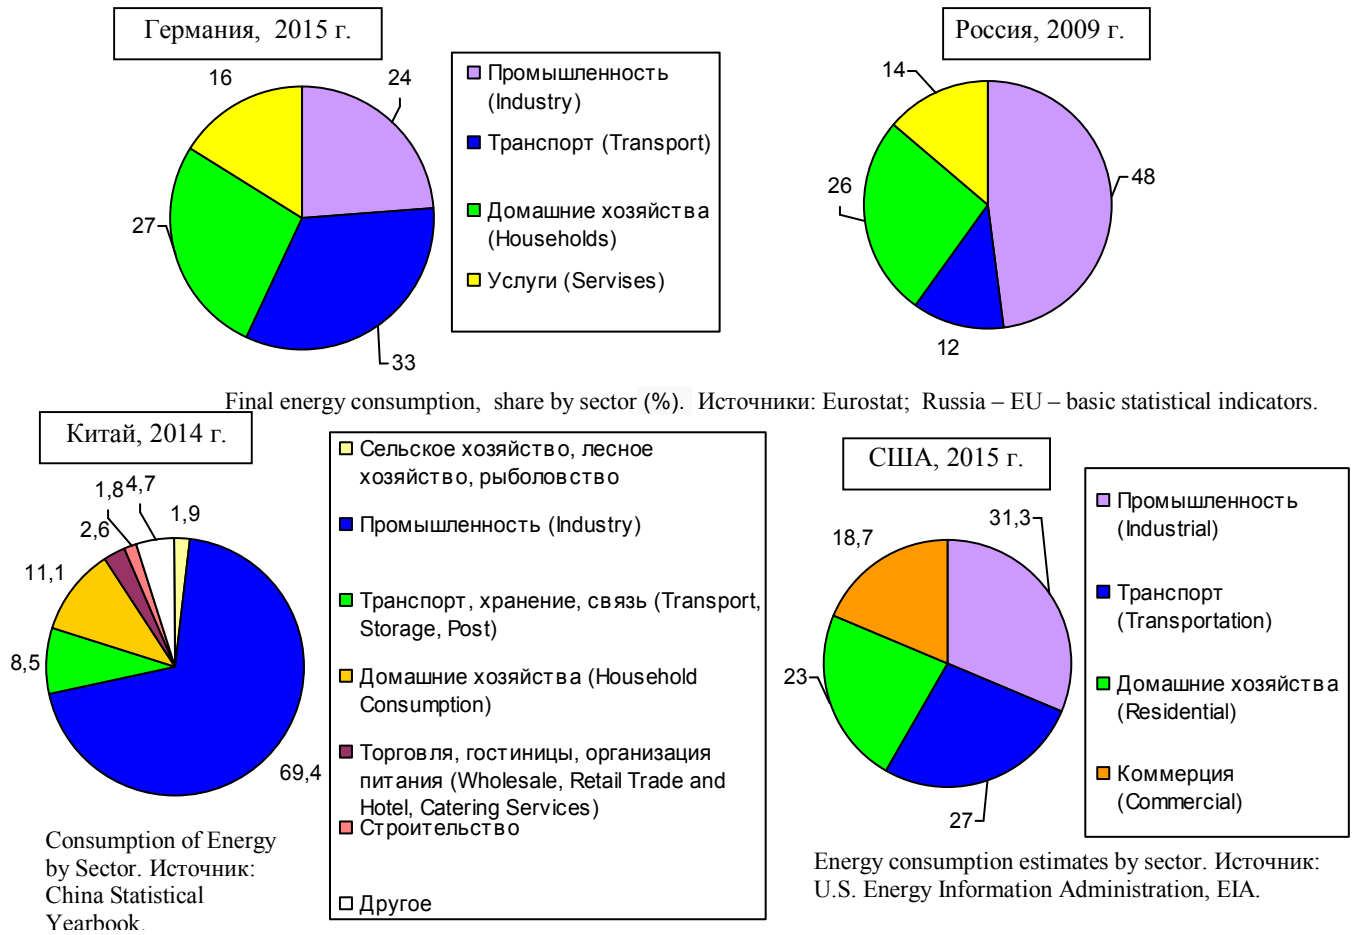 Германия, 2015 г.
16
24
27
33
Промышленность
(Industry)
Транспорт (Transport)
Домашние хозяйства
(Households)
Услуги (Servises)
Россия, 2009 г.
14
48
26
12
Final energy consumption, share by sector (%). Источники: Eurostat; Russia – EU – basic statistical indicators.
Китай, 2014 г.
1,8
4,7
1,9
2,6
11,1
8,5
69,4
Consumption of Energy
by Sector. Источник:
China Statistical
Yearbook.
Сельское хозяйство, лесное
хозяйство, рыболовство
Промышленность (Industry)
Транспорт, хранение, связь (Transport,
Storage, Post)
Домашние хозяйства (Household
Consumption)
Торговля, гостиницы, организация
питания (Wholesale, Retail Trade and
Hotel, Catering Services)
Строительство
Другое
США, 2015 г.
18,7
31,3
23
27
Промышленность
(Industrial)
Транспорт
(Transportation)
Домашние хозяйства
(Residential)
Коммерция
(Commercial)
Energy consumption estimates by sector. Источник:
U.S. Energy Information Administration, EIA.